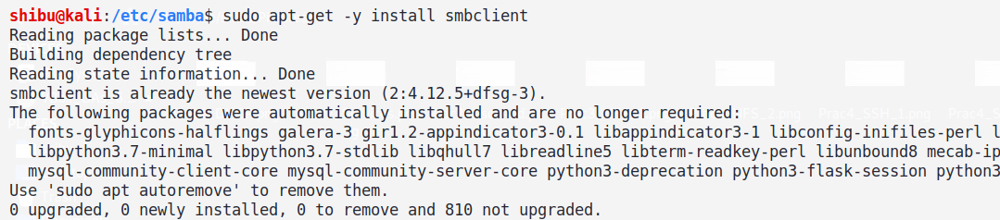 shibu@kali:/etc/samba$ sudo apt-get -y install smbclient
Reading package lists... Done
Building dependency tree
Reading state information... Done
smbclient is already the newest version (2:4.12.5+dfsg-3).
The following packages were automatically installed and are no longer required:
fonts-glyphicons-halflings galera-3 gir1.2-appindicator3-0.1 libappindicator3-1 libconfig-inifiles-perl l
libpython3.7-minimal libpython3.7-stdlib libqhull7 libreadline5 libterm-readkey-perl libunbound8 mecab-ip
mysql-community-client-core mysql-community-server-core python3-deprecation python3-flask-session python3
Use 'sudo apt autoremove' to remove them.
0 upgraded, 0 newly installed, 0 to remove and 810 not upgraded.